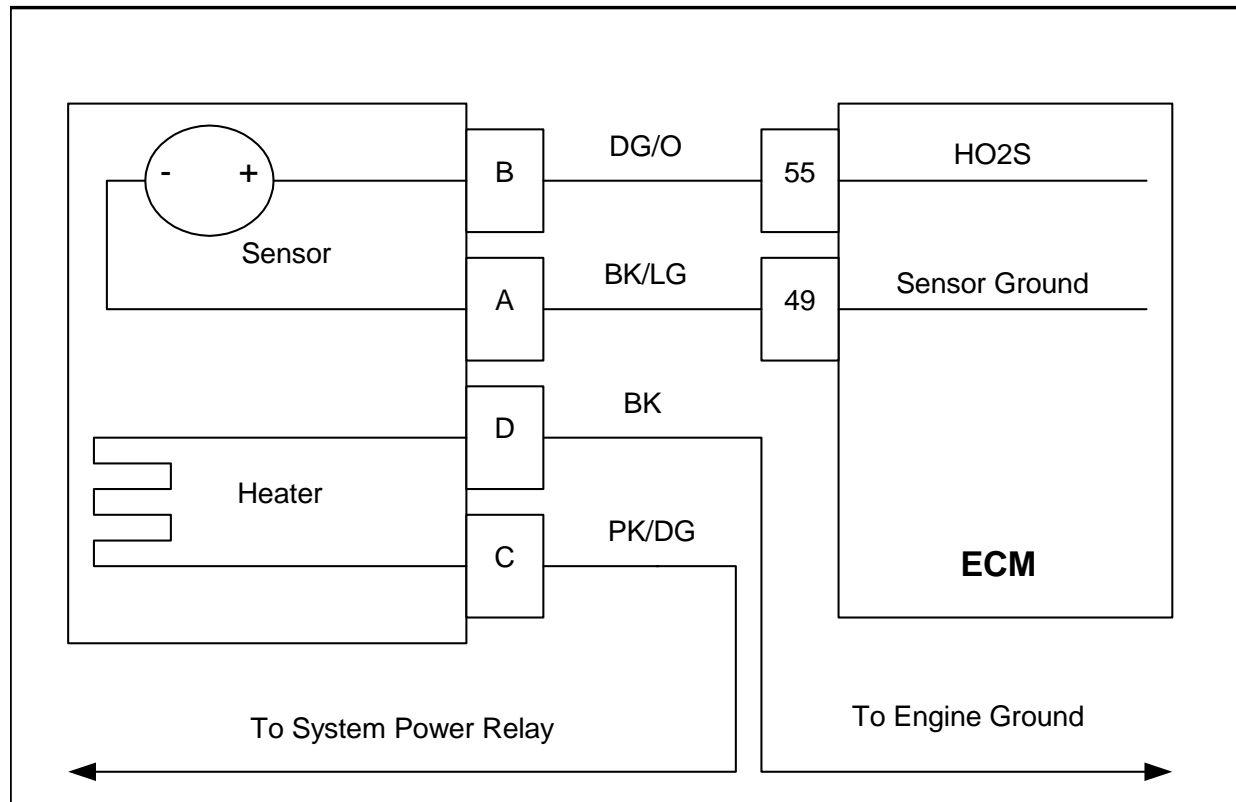 B
DG/O
55
HO2S
- +
Sensor
A
BK/LG
49
Sensor Ground
D
BK
Heater
C
PK/DG
ECM
To System Power Relay
To Engine Ground